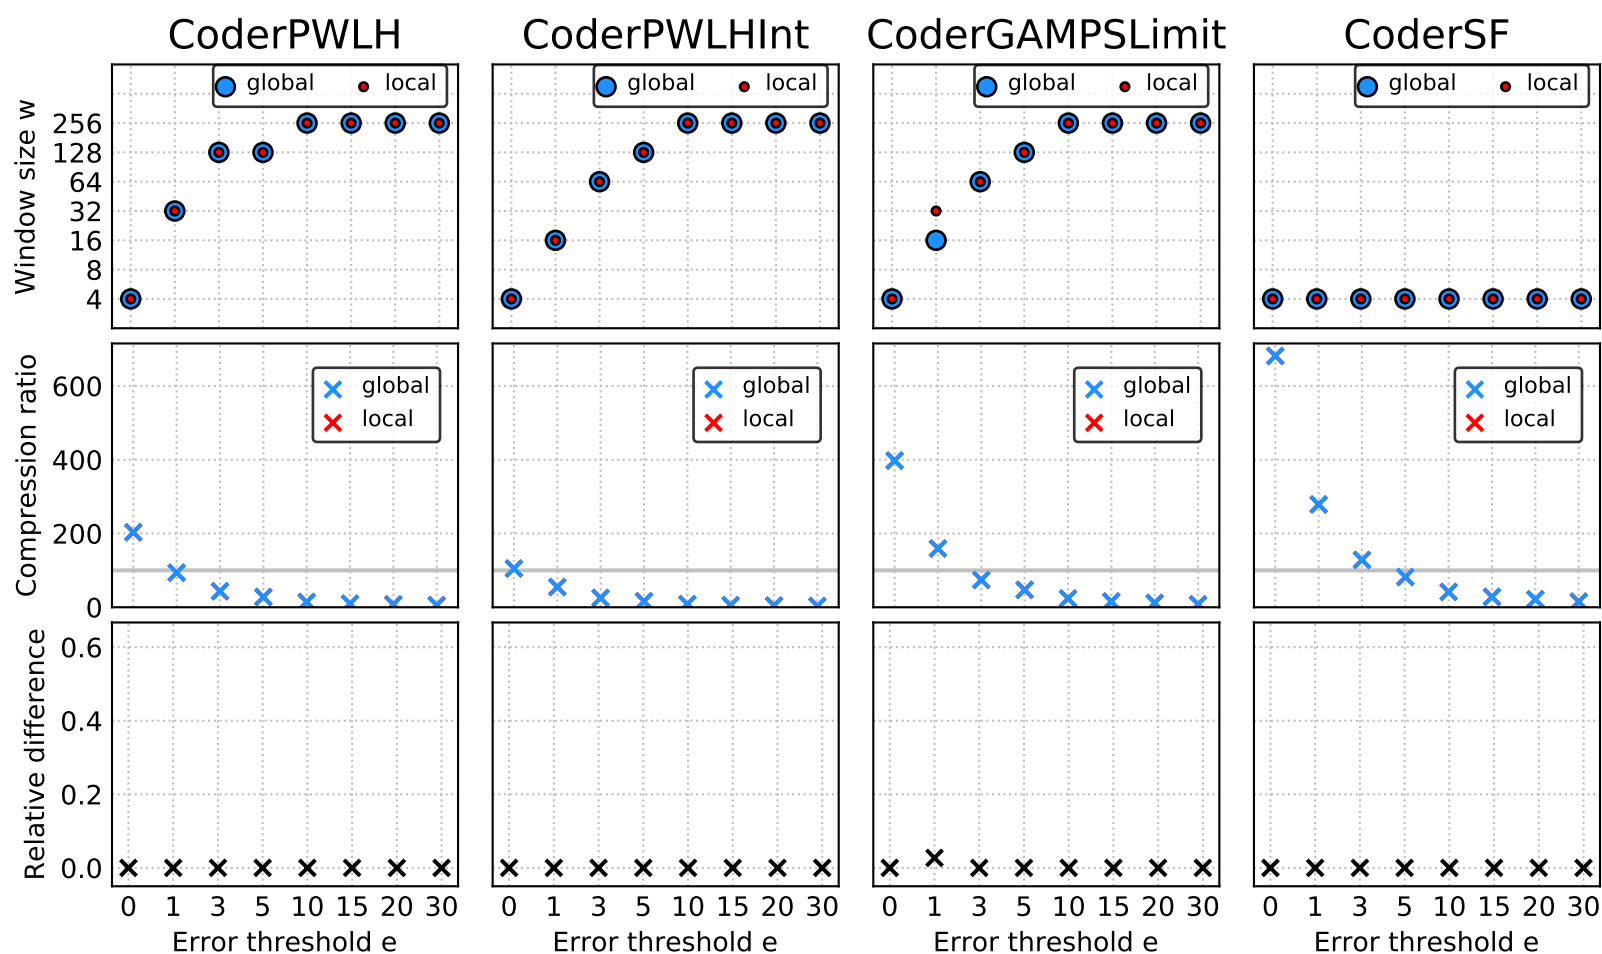 CoderPWLH CoderPWLHInt CoderGAMPSLimit CoderSF
Window size w
256
128
64
32
16
8
4
global local
global local
global local
global local
Compression ratio
600
400
200
0
global
local
global
local
global
local
global
local
Relative difference
0.6
0.4
0.2
0.0
0 1 3 5 10 15 20 30
0 1 3 5 10 15 20 30
0 1 3 5 10 15 20 30
0 1 3 5 10 15 20 30
Error threshold e
Error threshold e
Error threshold e
Error threshold e